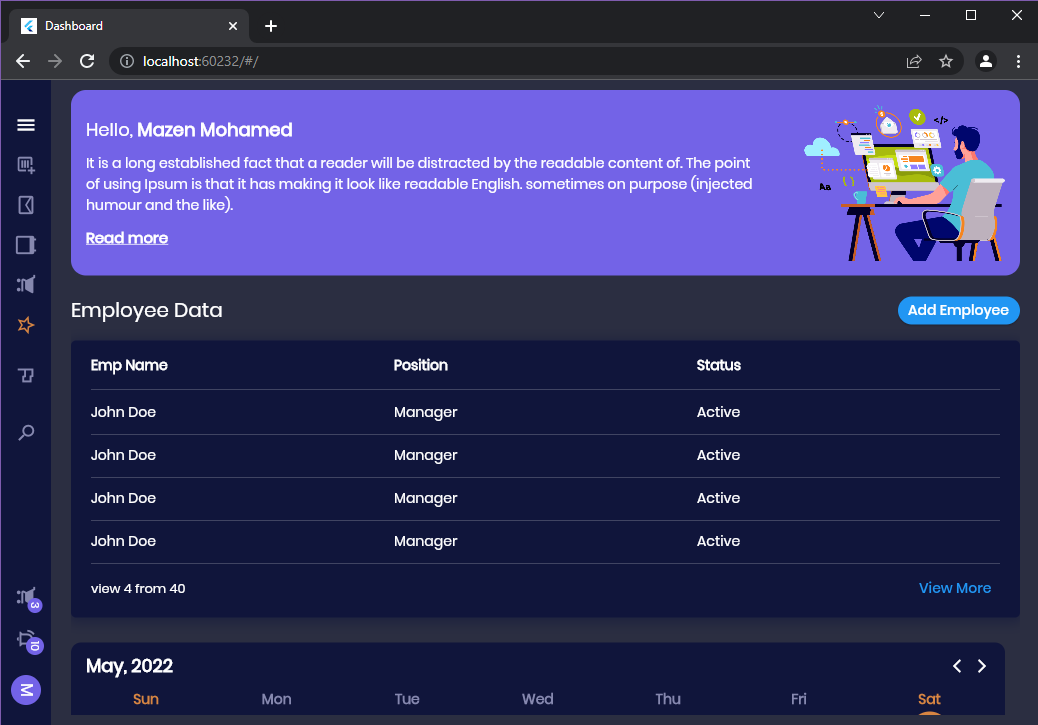 Dashboard
localhost:60232/#/
Hello, Mazen Mohamed
It is a long established fact that a reader will be distracted by the readable content of. The point
of using Ipsum is that it has making it look like readable English. sometimes on purpose (injected
humour and the like).
Read more
</>
Aa
{ }
Employee Data
Add Employee
Emp Name Position Status
John Doe Manager Active
John Doe Manager Active
John Doe Manager Active
John Doe Manager Active
view 4 from 40 View More
3
10
M
May, 2022
Sun Mon Tue Wed Thu Fri Sat